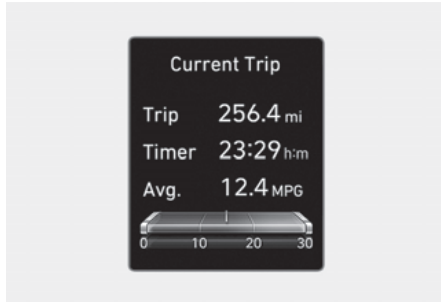 Current Trip
Trip 256.4 mi
Timer 23:29 h:m
Avg. 12.4 MPG
0 10 20 30